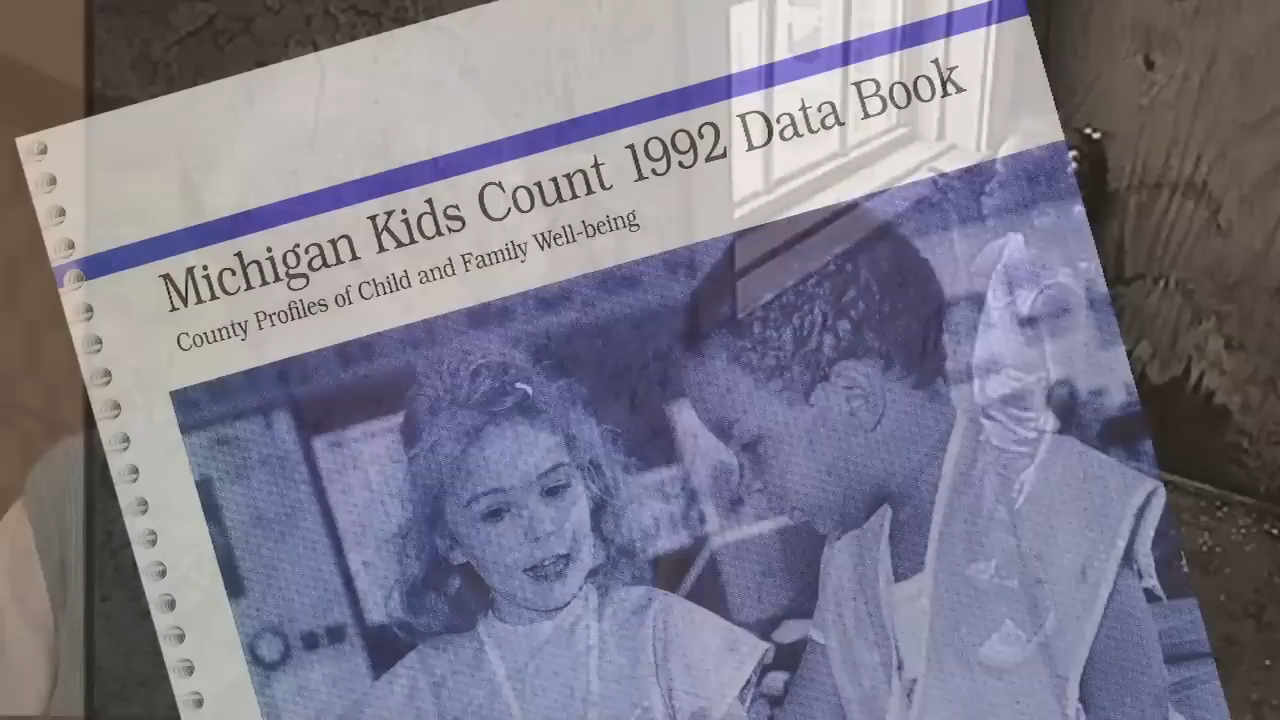 Michigan Kids Count 1992 Data Book
County Profiles of Child and Family Well-being